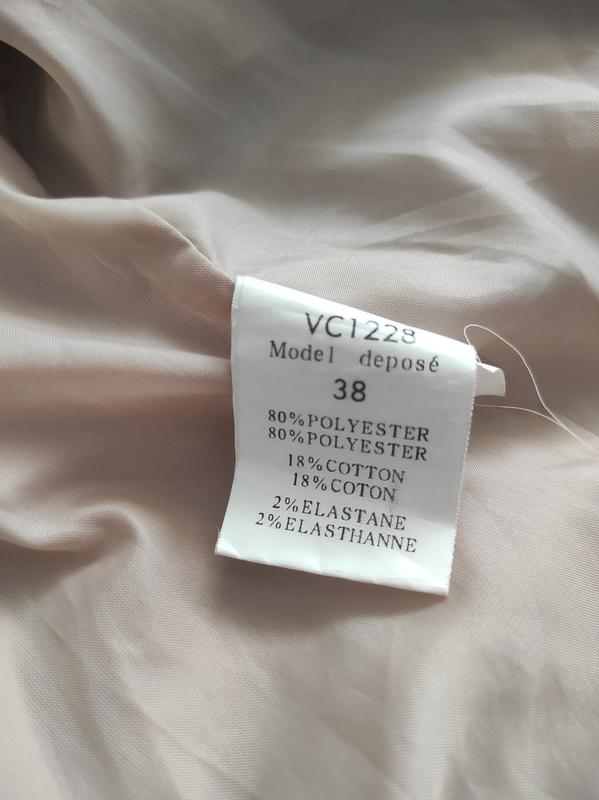 VC1228
Model deposé
38
80%POLYESTER
80%POLYESTER
18%COTTON
18%COTON
2%ELASTANE
2%ELASTHANNE